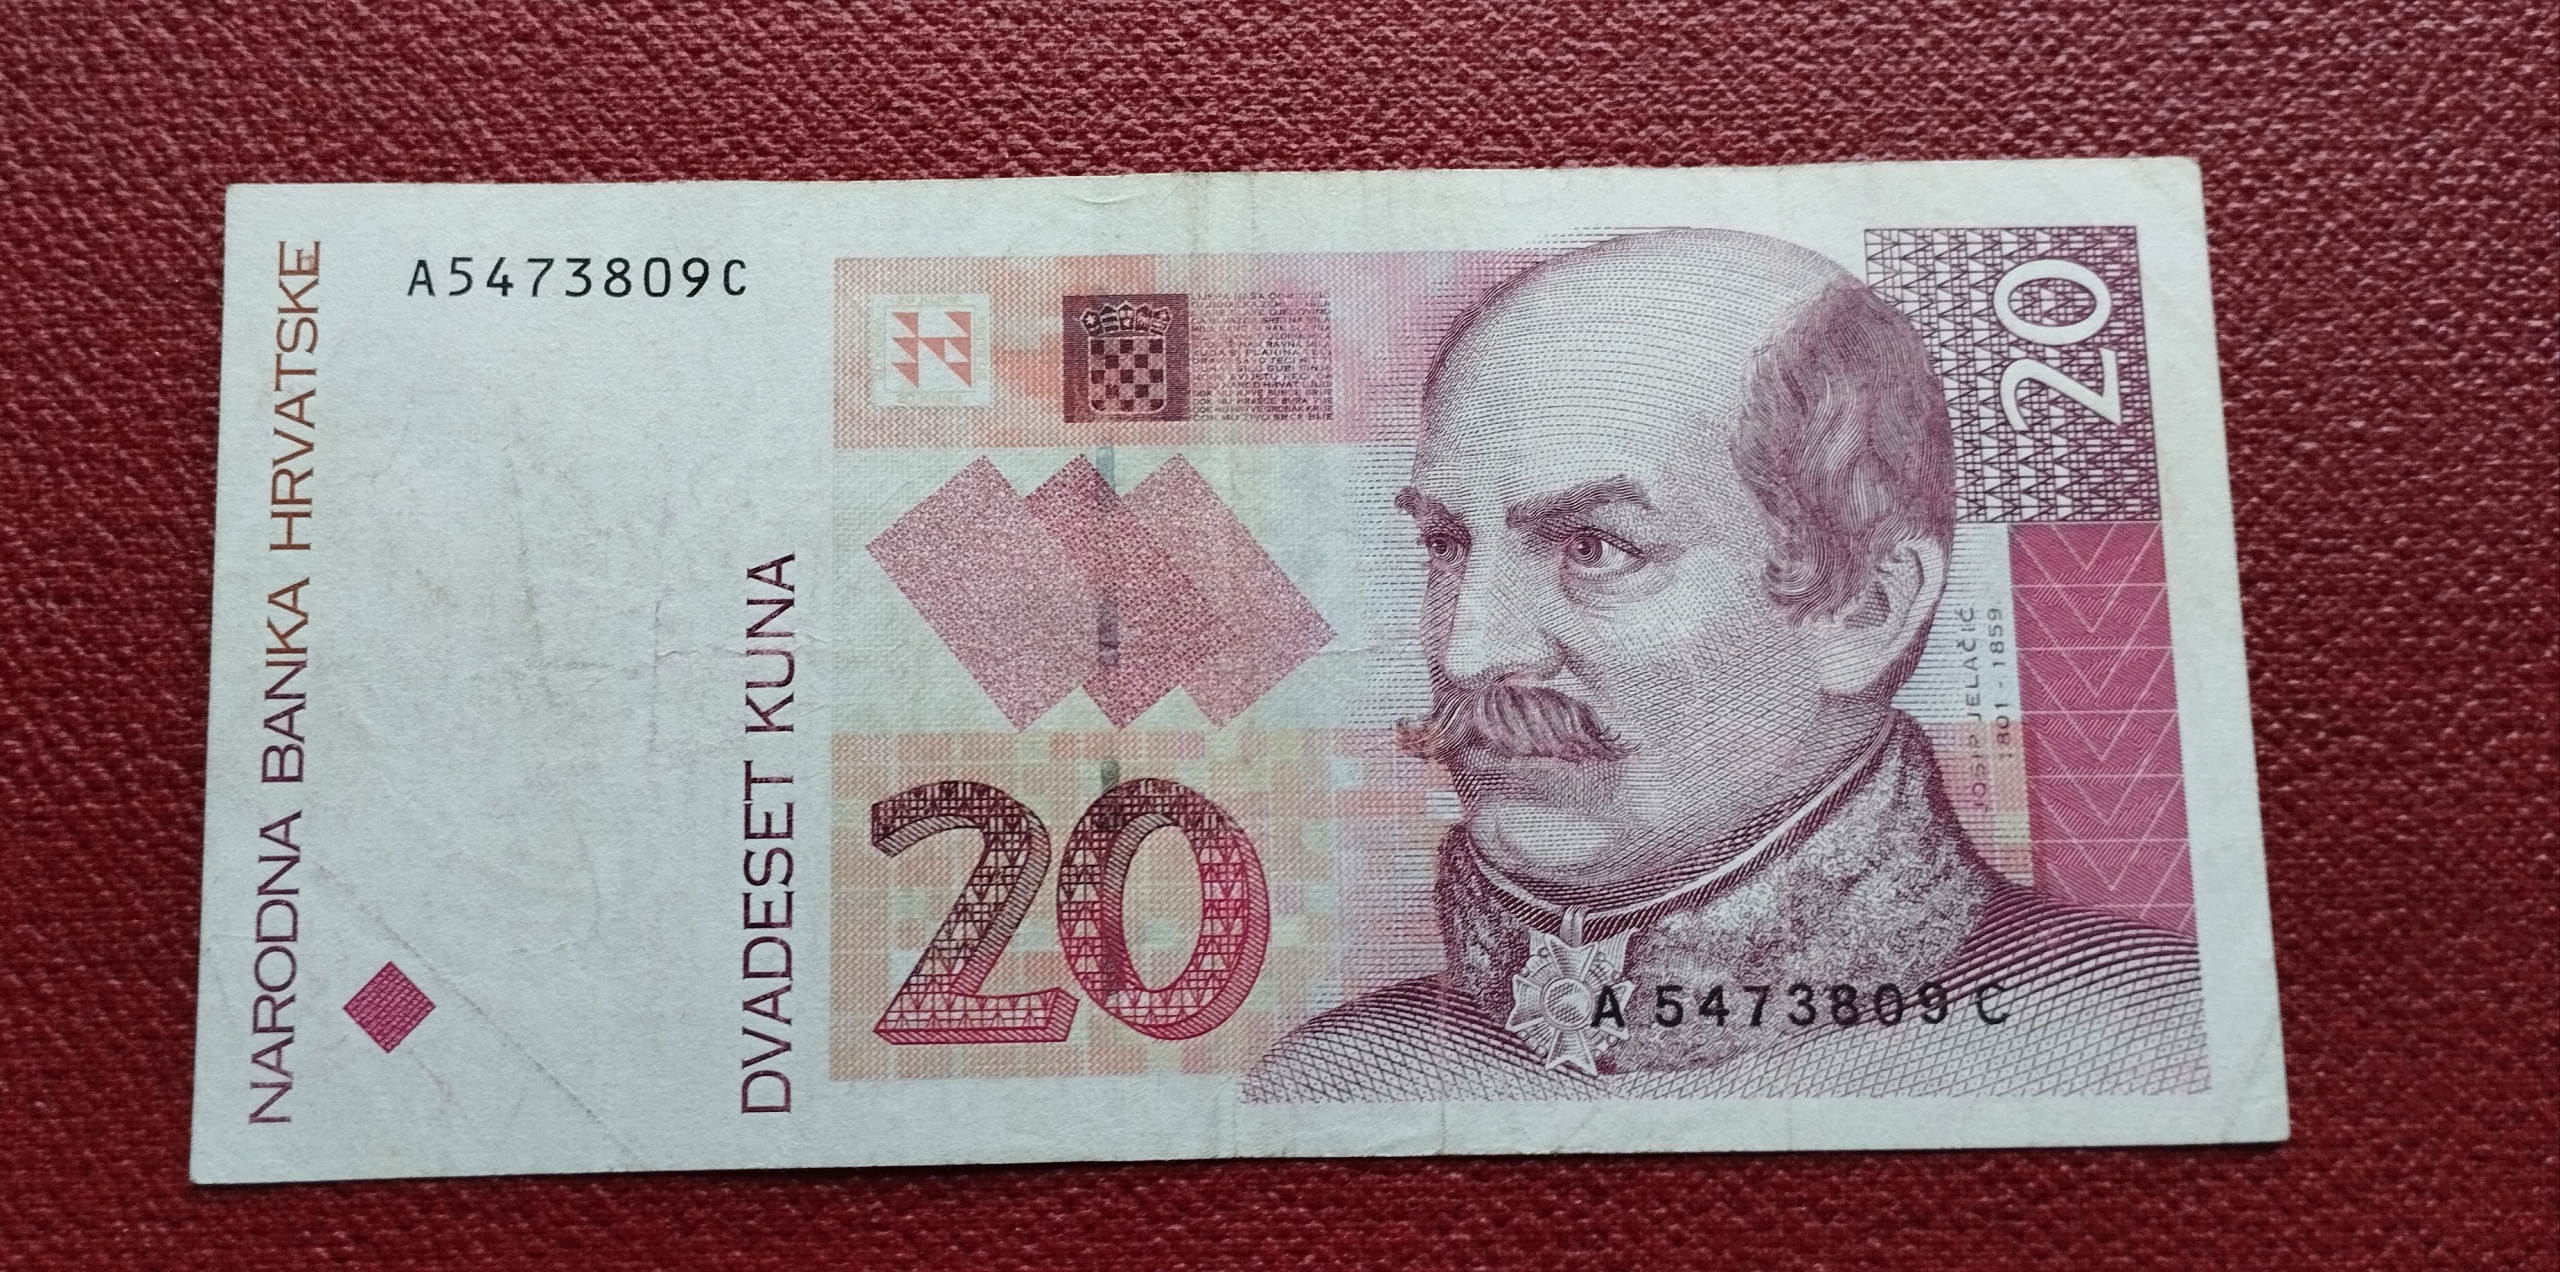 NARODNA BANKA HRVATSKE
A5473809C
DVADESET KUNA
20
20
JOSIP JELAČIĆ
1801 - 1859
A 5473809 C